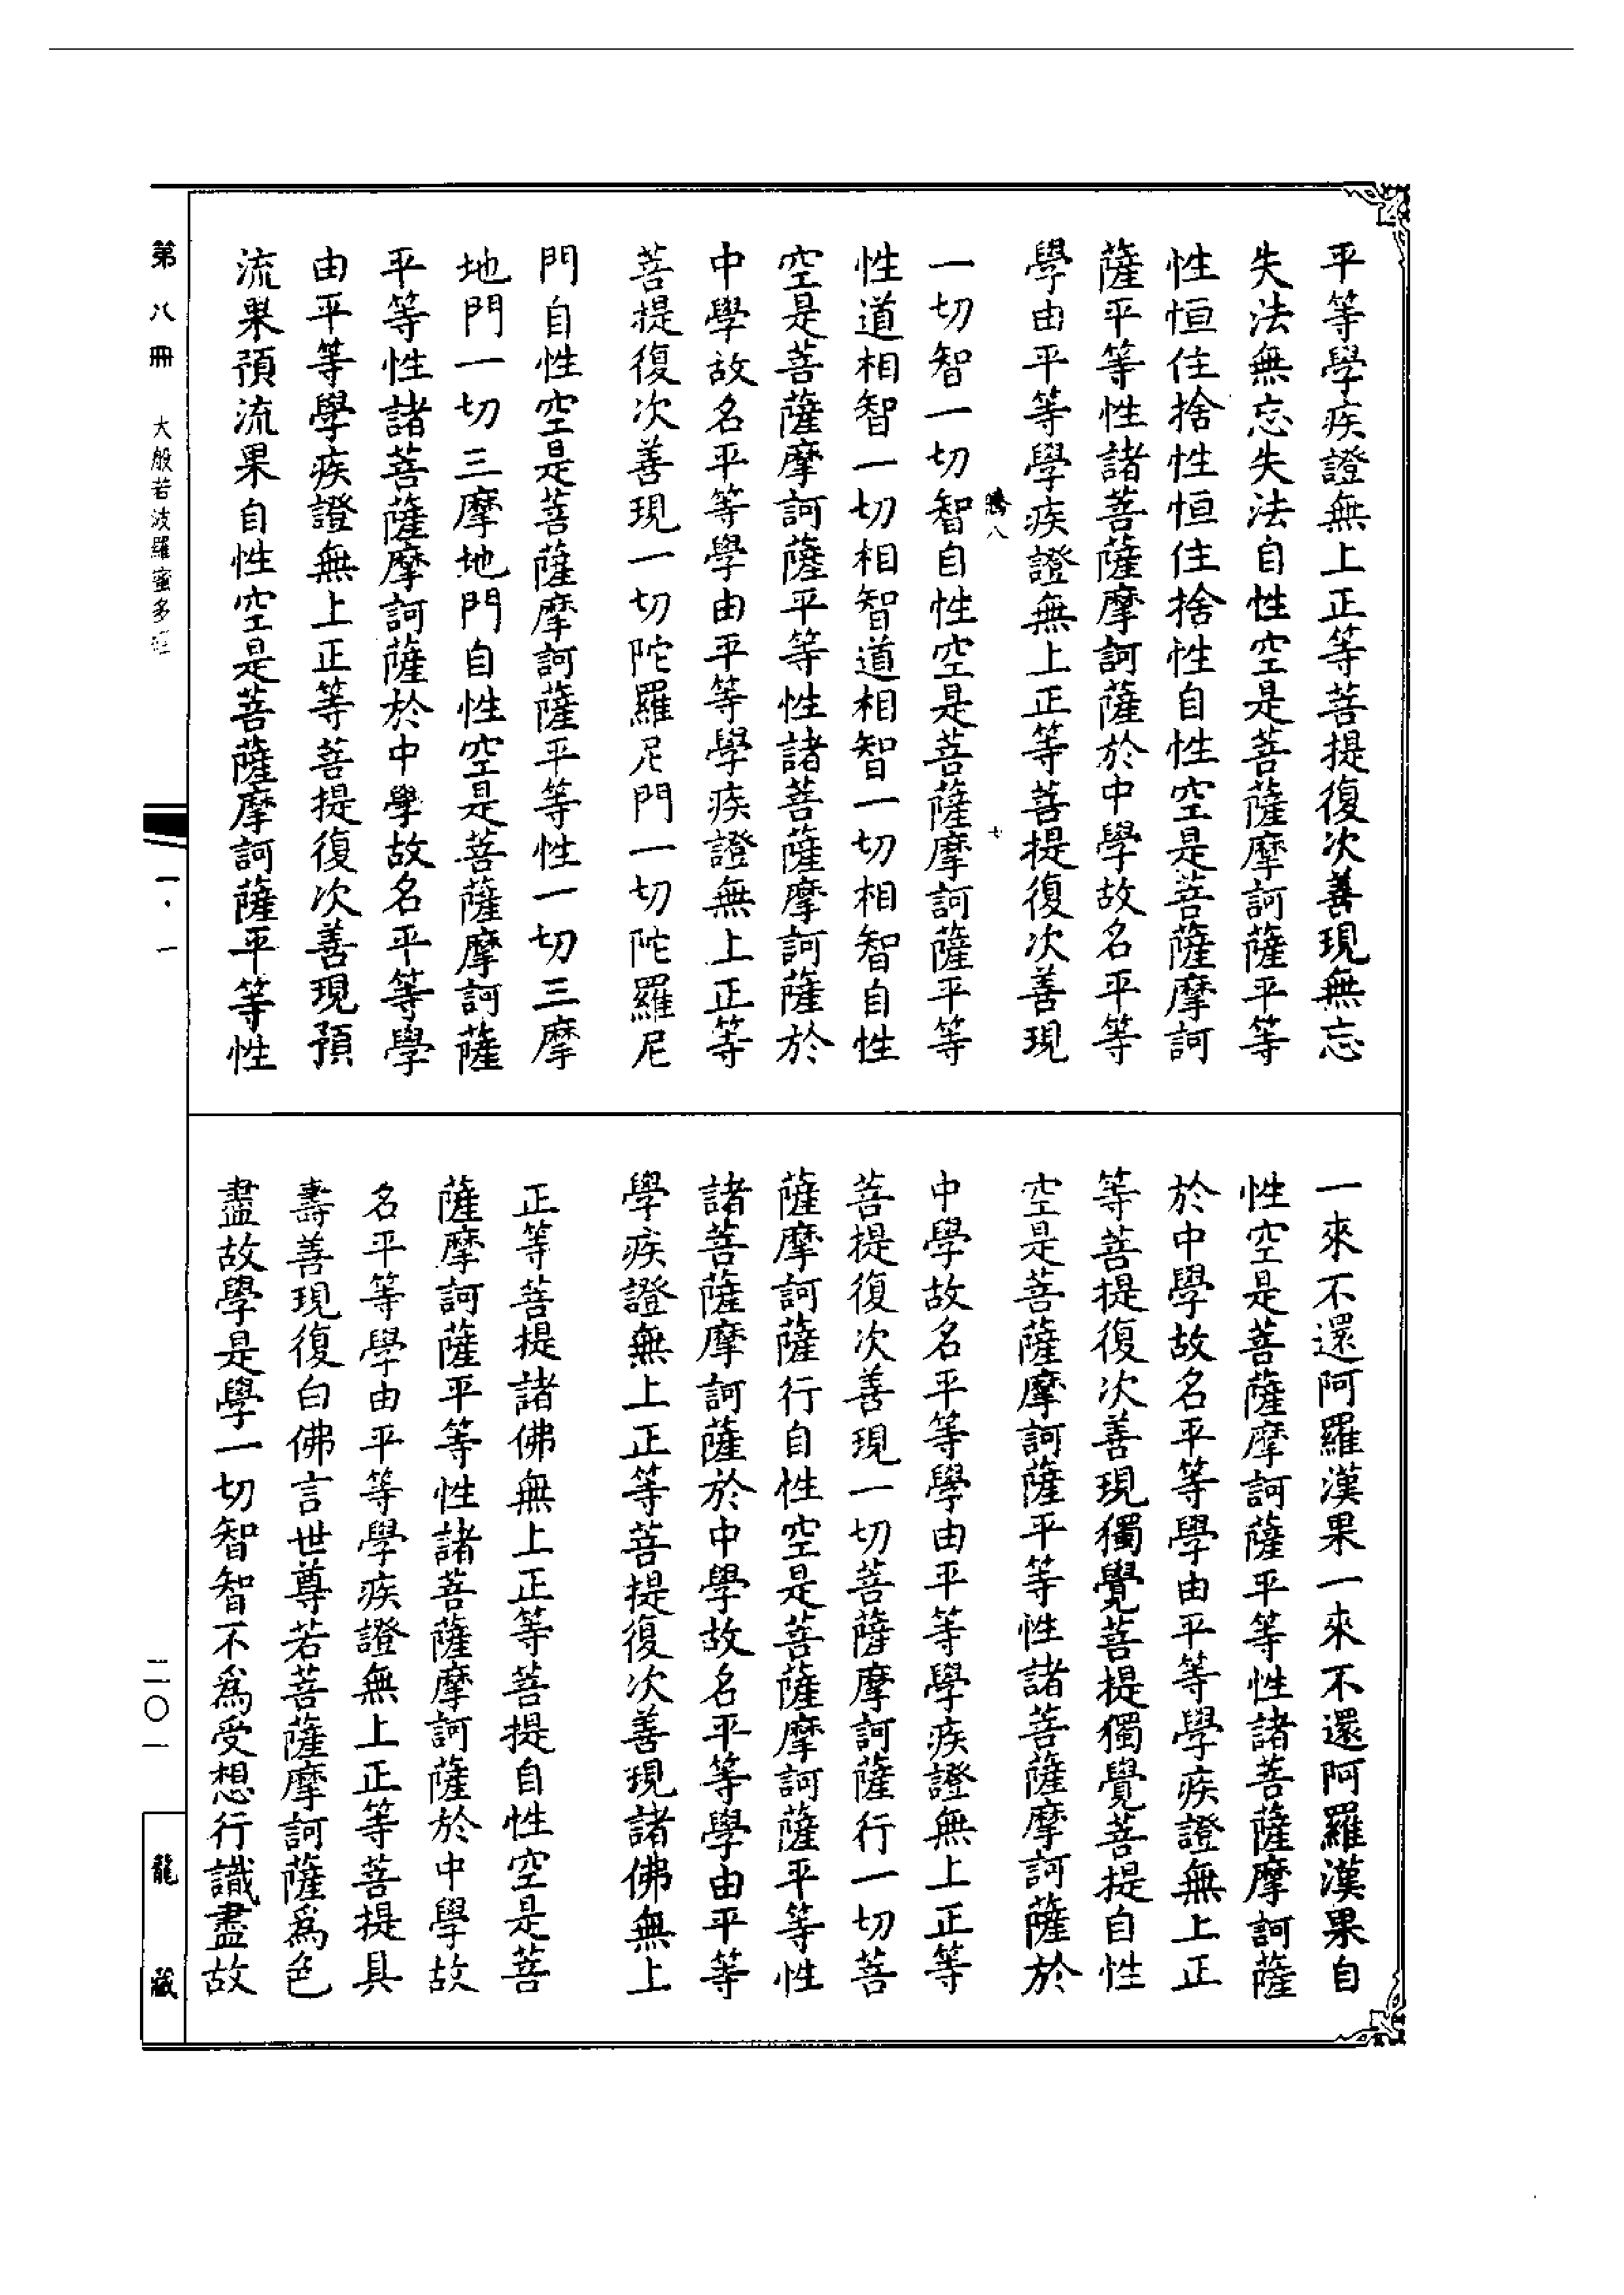 平等學疾證無上正等菩提復次善現無忘
失法無忘失法自性空是菩薩摩訶薩平等
性恒住捨性恒住捨性自性空是菩薩摩訶
薩平等性諸菩薩摩訶薩於中學故名平等
學由平等學疾證無上正等菩提復次善現
八 七
一切智一切智自性空是菩薩摩訶薩平等
性道相智一切相智道相智一切相智自性
空是菩薩摩訶薩平等性諸菩薩摩訶薩於
中學故名平等學由平等學疾證無上正等
菩提復次善現一切陀羅尼門一切陀羅尼
門自性空是菩薩摩訶薩平等性一切三摩
地門一切三摩地門自性空是菩薩摩訶薩
平等性諸菩薩摩訶薩於中學故名平等學
由平等學疾證無上正等菩提復次善現預
流果預流果自性空是菩薩摩訶薩平等性
一來不還阿羅漢果一來不還阿羅漢果自
性空是菩薩摩訶薩平等性諸菩薩摩訶薩
於中學故名平等學由平等學疾證無上正
等菩提復次善現獨覺菩提獨覺菩提自性
空是菩薩摩訶薩平等性諸菩薩摩訶薩於
中學故名平等學由平等學疾證無上正等
菩提復次善現一切菩薩摩訶薩行一切菩
薩摩訶薩行自性空是菩薩摩訶薩平等性
諸菩薩摩訶薩於中學故名平等學由平等
學疾證無上正等菩提復次善現諸佛無上
正等菩提諸佛無上正等菩提自性空是菩
薩摩訶薩平等性諸菩薩摩訶薩於中學故
名平等學由平等學疾證無上正等菩提具
壽善現復白佛言世尊若菩薩摩訶薩為色
盡故學是學一切智智不為受想行識盡故
第八冊 大般若波羅蜜多經
一·一
二〇一
龍藏